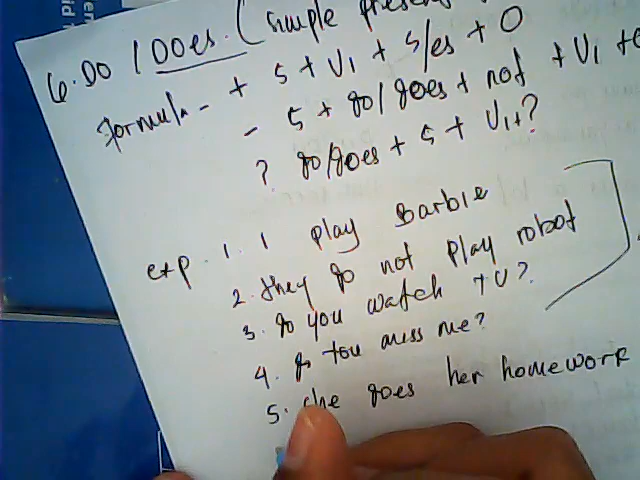 6. DO / DOes. (simple present
Formula - + S + V1 + s/es + O
- S + do/does + not + V1 + O
? do/does + S + V1+?
exp. 1. I play Barbie
2. they do not play robot
3. do you watch TV?
4. do you miss me?
5. she does her homework